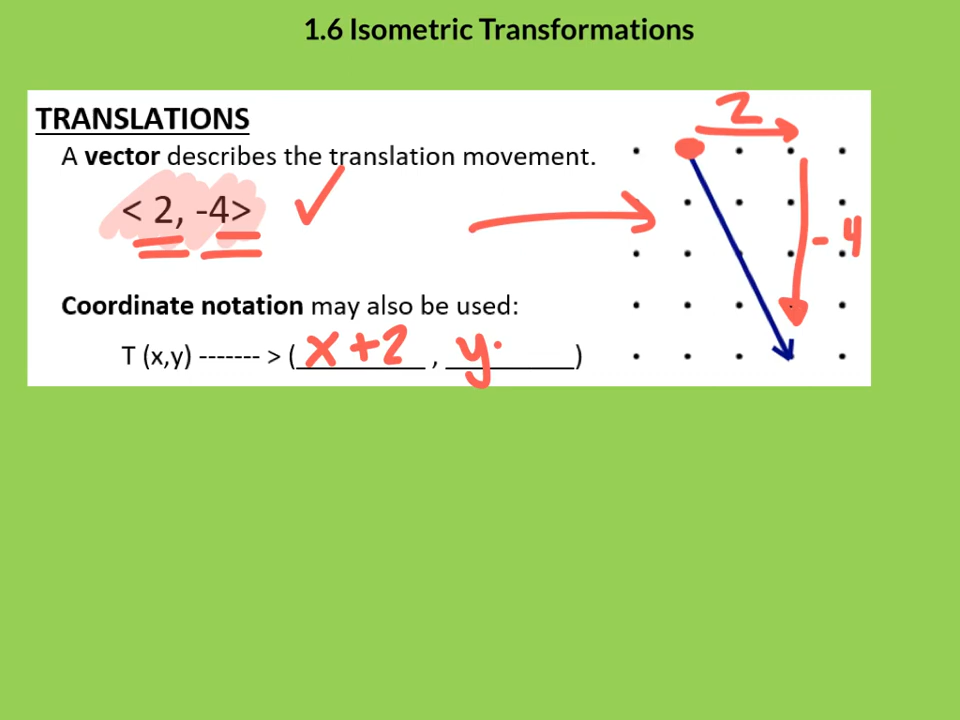 1.6 Isometric Transformations
TRANSLATIONS
A vector describes the translation movement.
< 2, -4>
Coordinate notation may also be used:
T (x,y) ------- > ( x +2 , y )
2
- 4